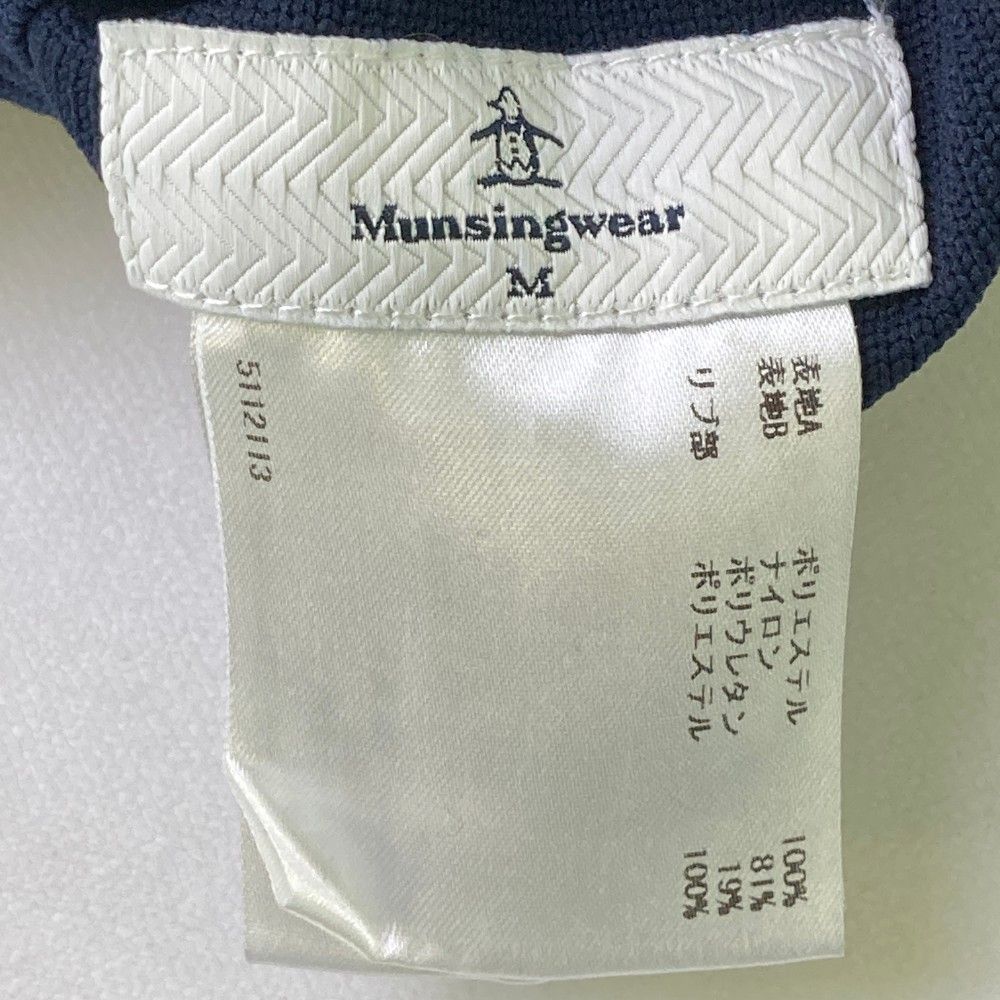 Munsingwear
M
表地A ポリエステル 100%
表地B ナイロン 81%
ポリウレタン 19%
リブ部 ポリエステル 100%
5112113